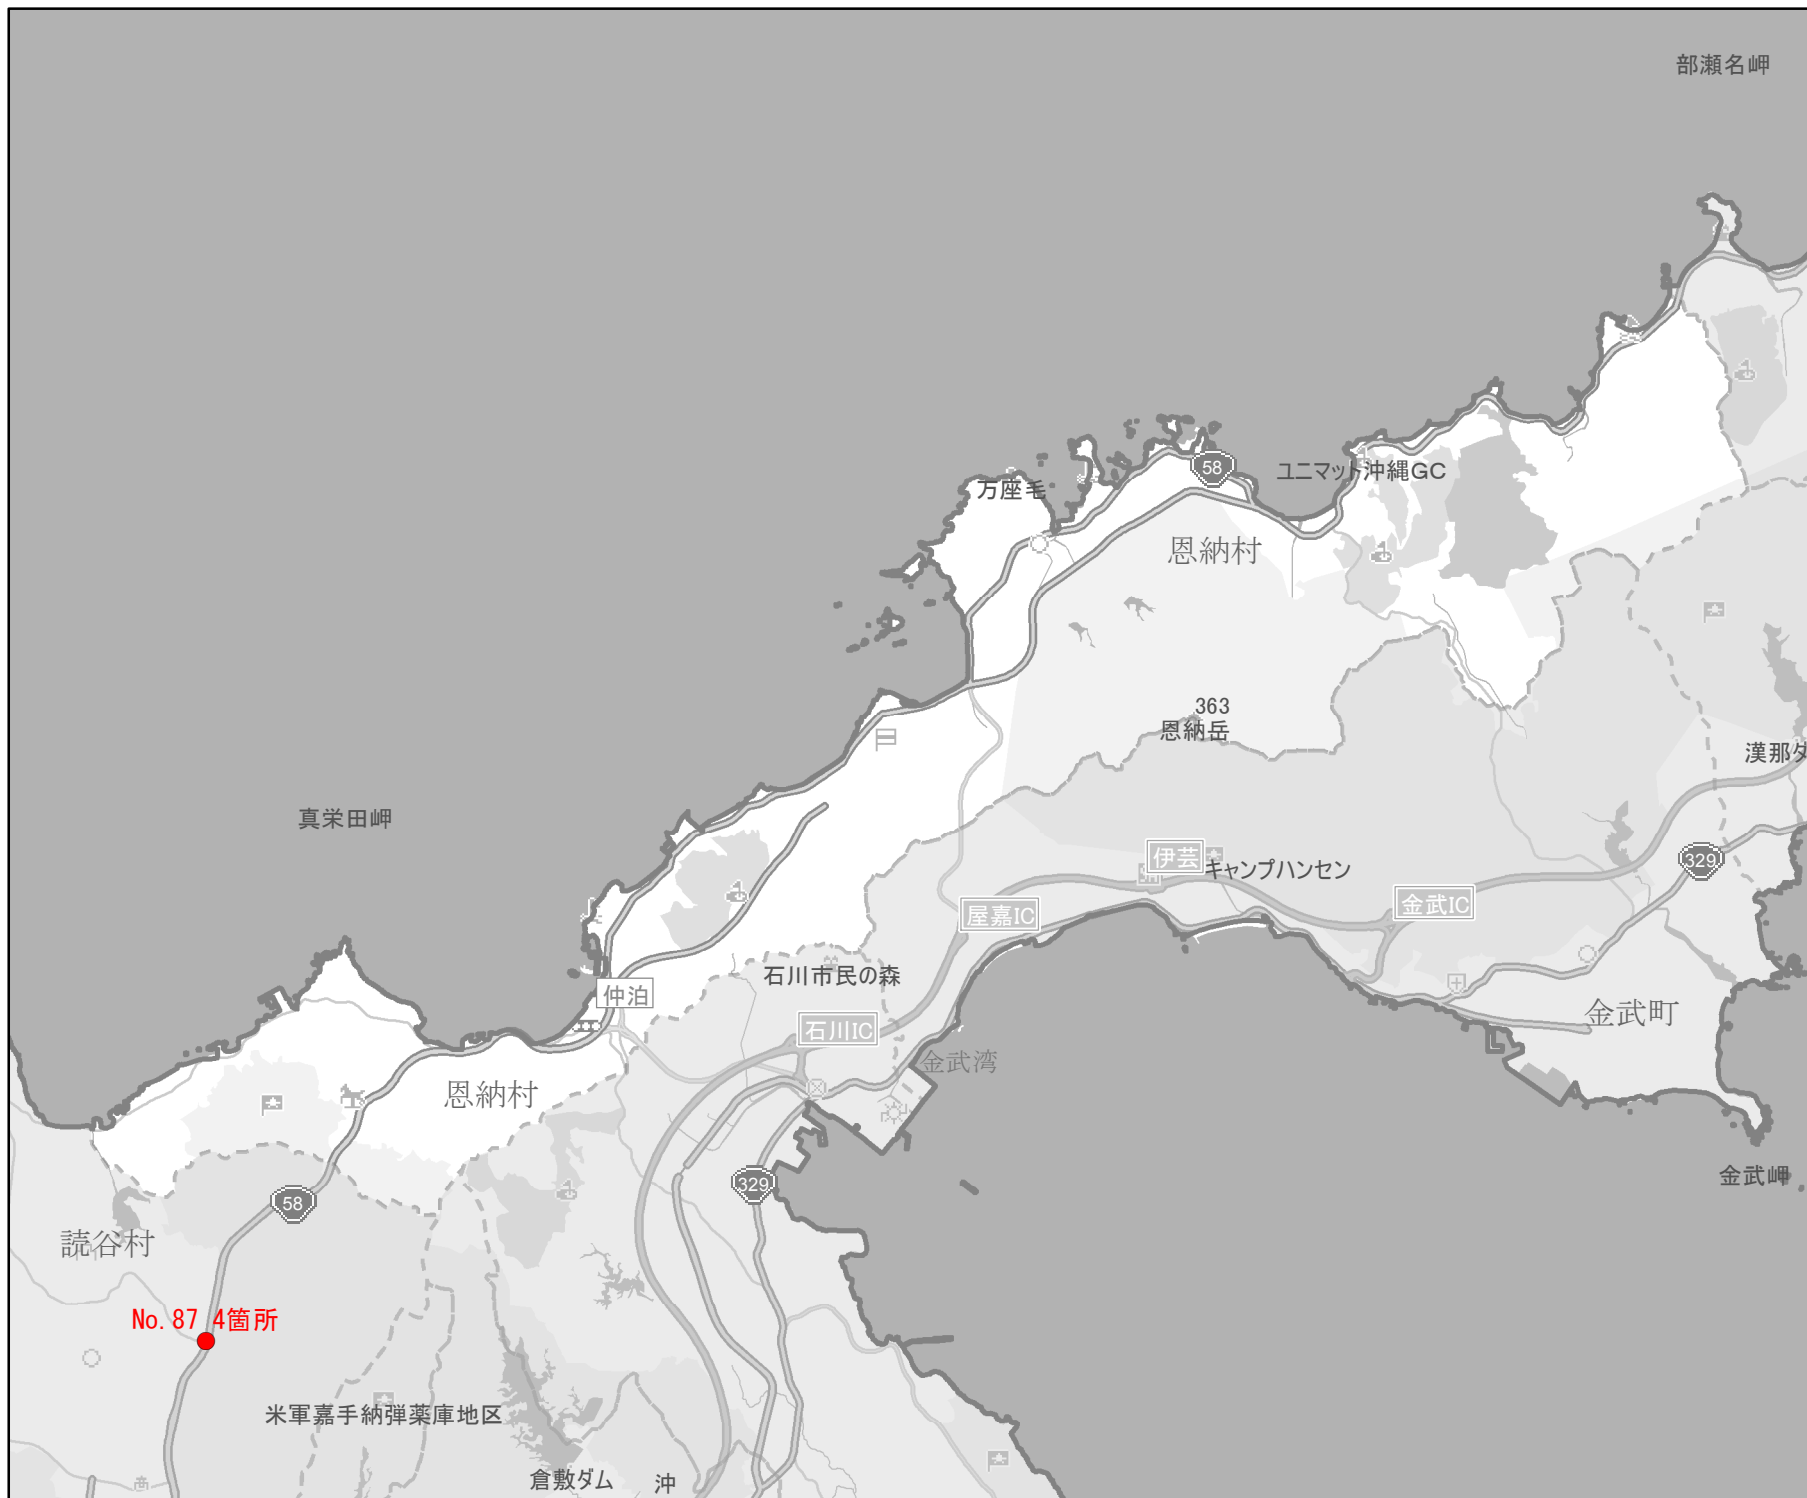 部瀬名岬
58
ユニマット沖縄GC
万座毛
恩納村
363
恩納岳
漢那ダ
真栄田岬
伊芸
キャンプハンセン
329
金武IC
屋嘉IC
石川市民の森
仲泊
石川IC
金武町
金武湾
恩納村
金武岬
329
58
読谷村
No.87 4箇所
米軍嘉手納弾薬庫地区
倉敷ダム
沖